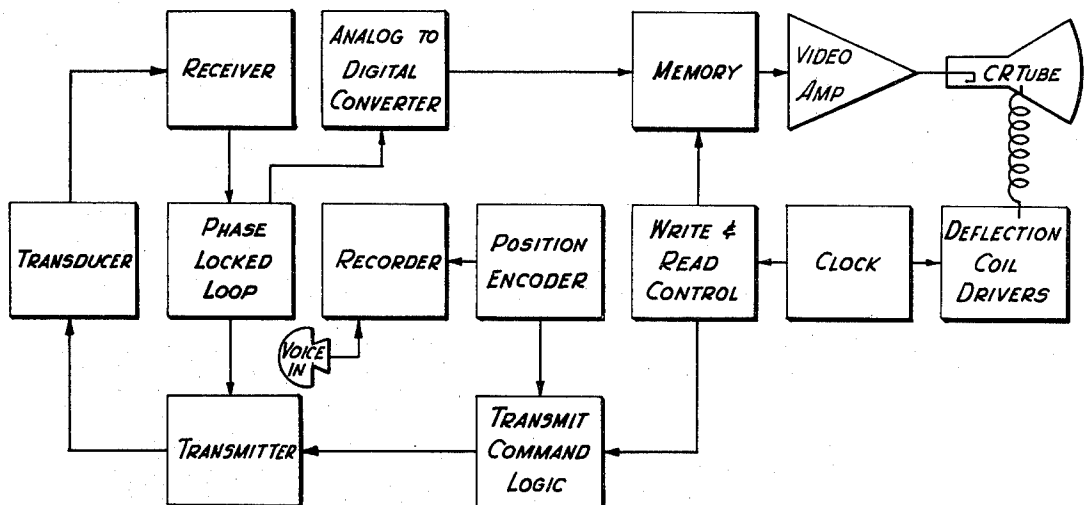 RECEIVER
ANALOG TO
DIGITAL
CONVERTER
MEMORY
VIDEO
AMP
CR TUBE
TRANSDUCER
PHASE
LOCKED
LOOP
RECORDER
POSITION
ENCODER
WRITE &
READ
CONTROL
CLOCK
DEFLECTION
COIL
DRIVERS
VOICE
IN
TRANSMITTER
TRANSMIT
COMMAND
LOGIC